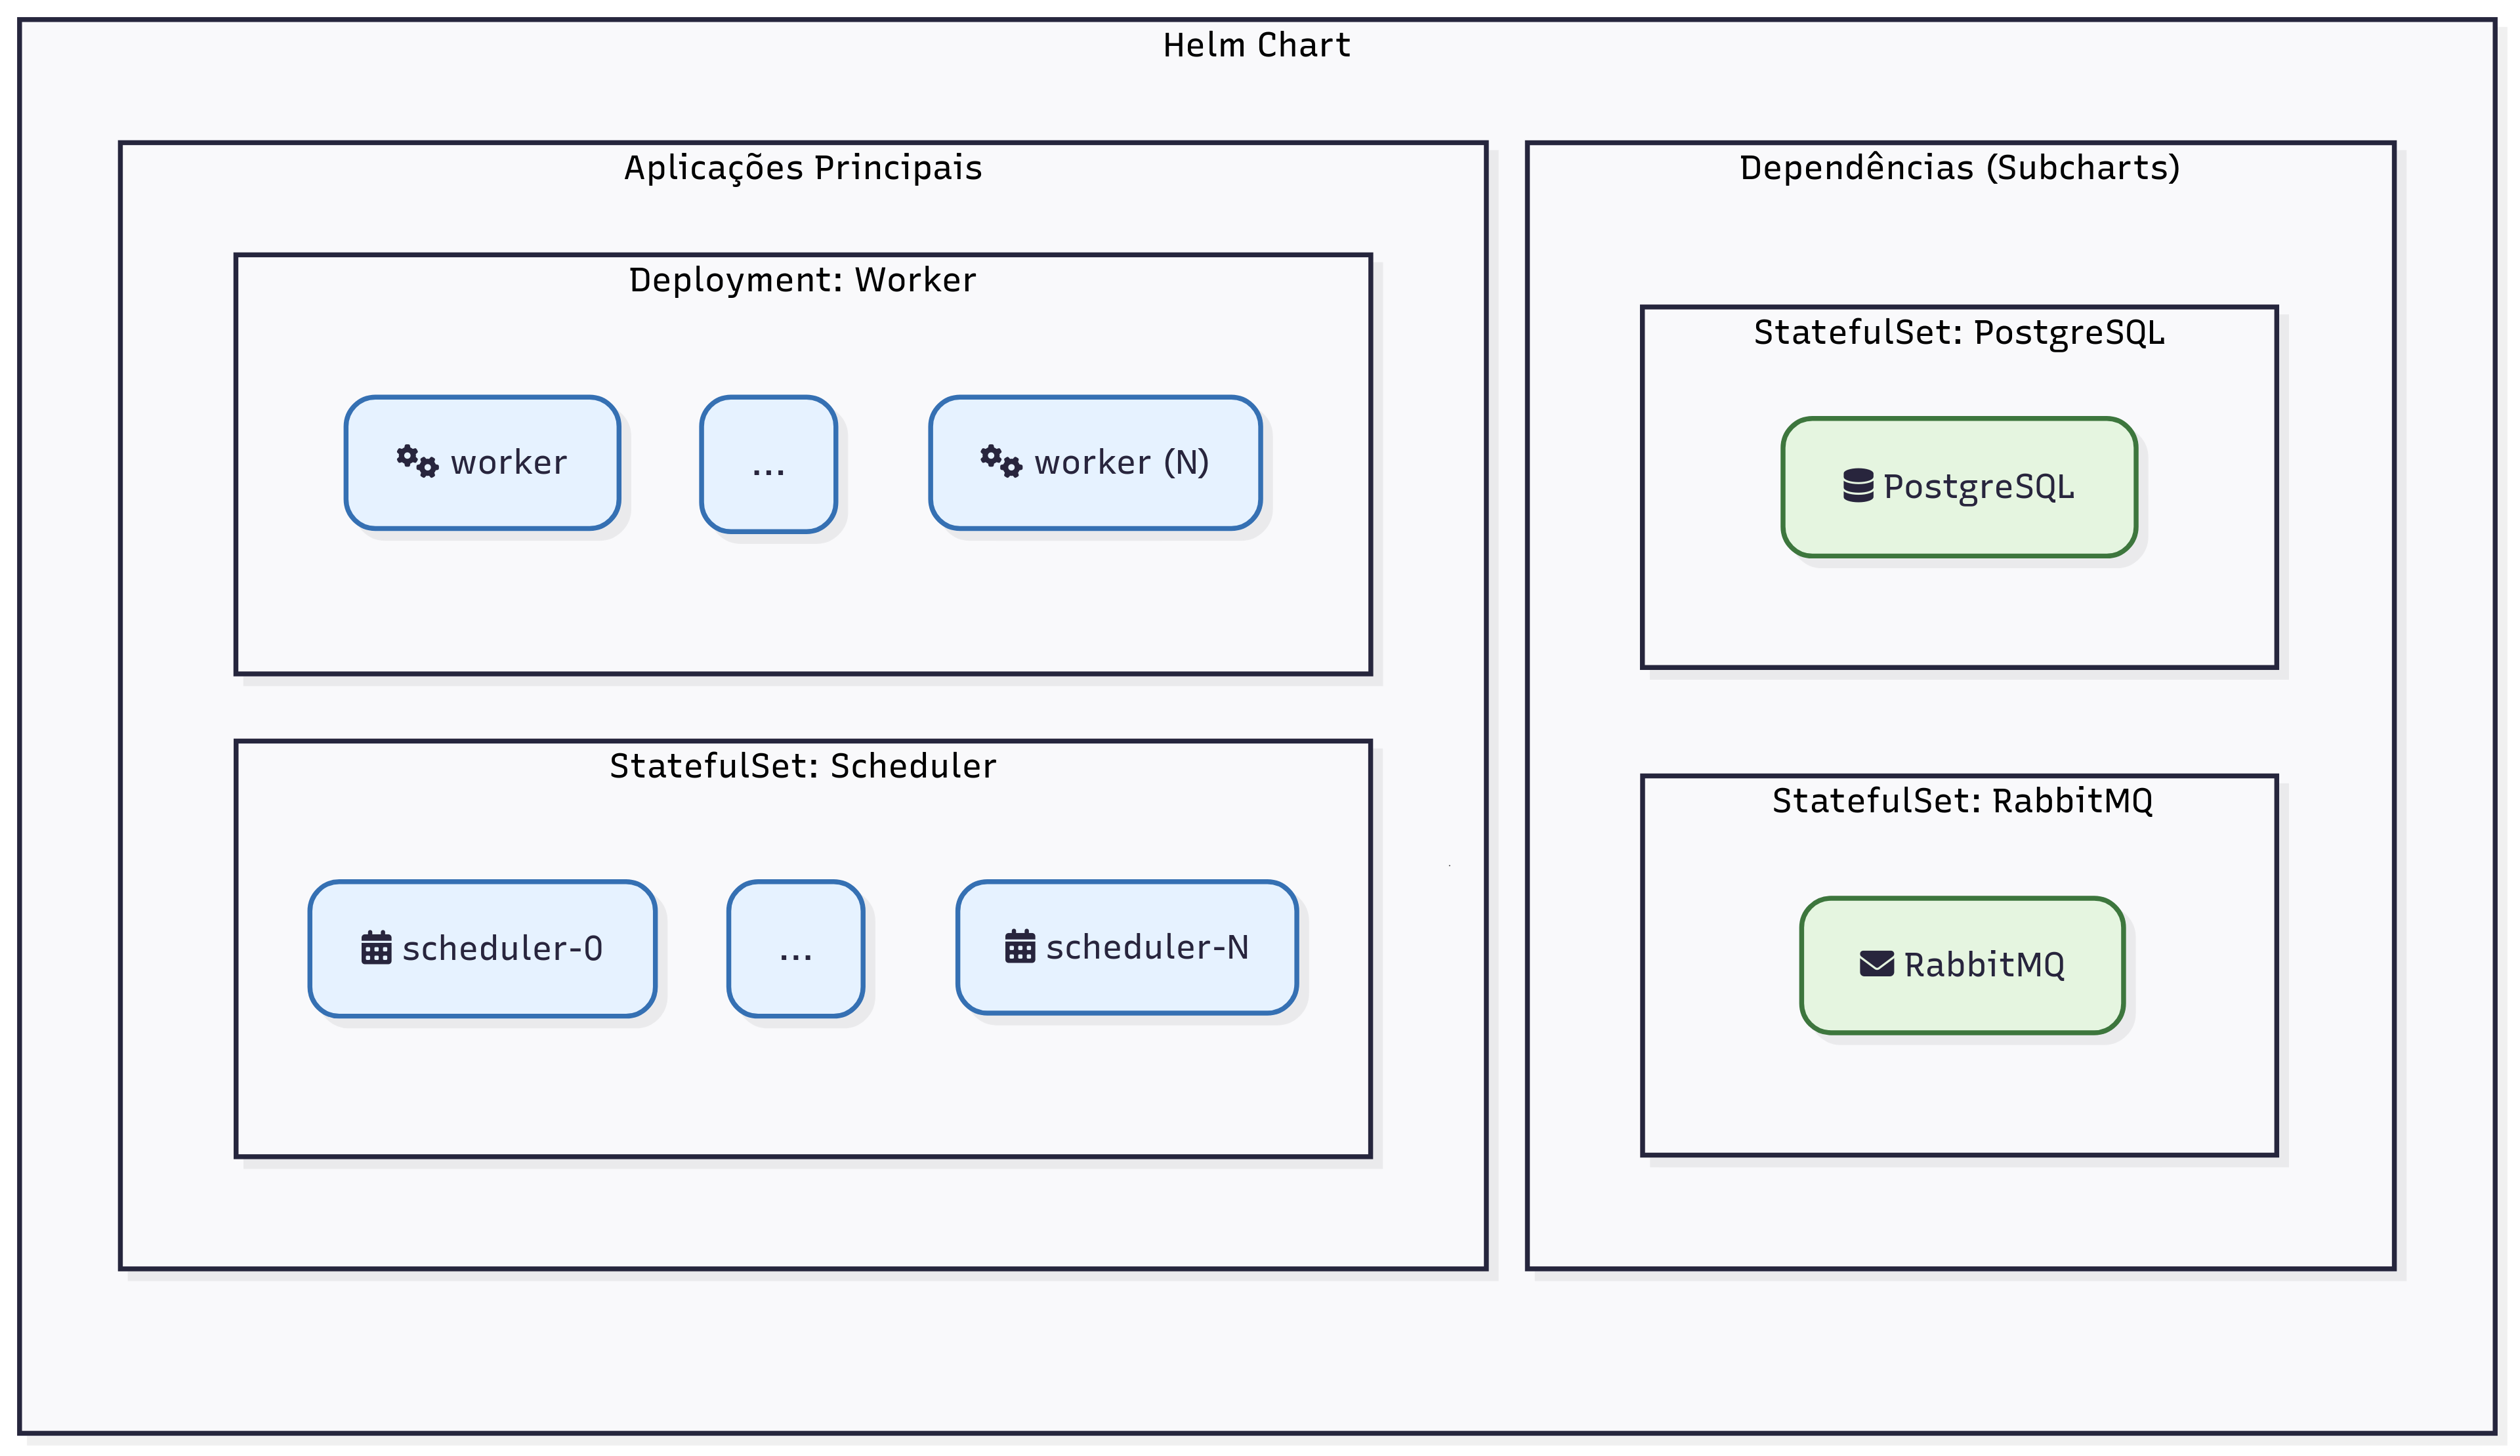 Helm Chart
Aplicações Principais
Deployment: Worker
worker
...
worker (N)
StatefulSet: Scheduler
scheduler-0
...
scheduler-N
Dependências (Subcharts)
StatefulSet: PostgreSQL
PostgreSQL
StatefulSet: RabbitMQ
RabbitMQ